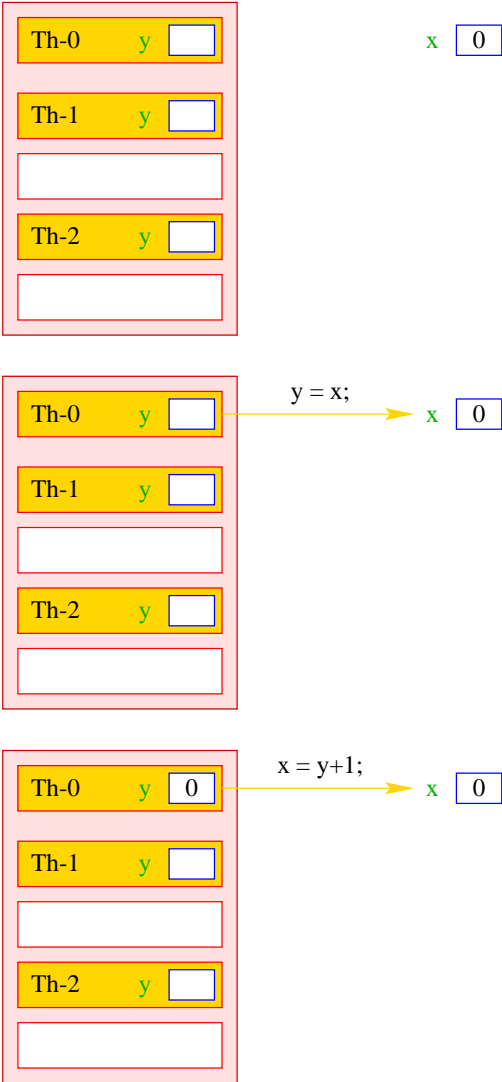 Th-0 y x 0
Th-1 y
Th-2 y
y = x;
Th-0 y x 0
Th-1 y
Th-2 y
x = y+1;
Th-0 y 0 x 0
Th-1 y
Th-2 y